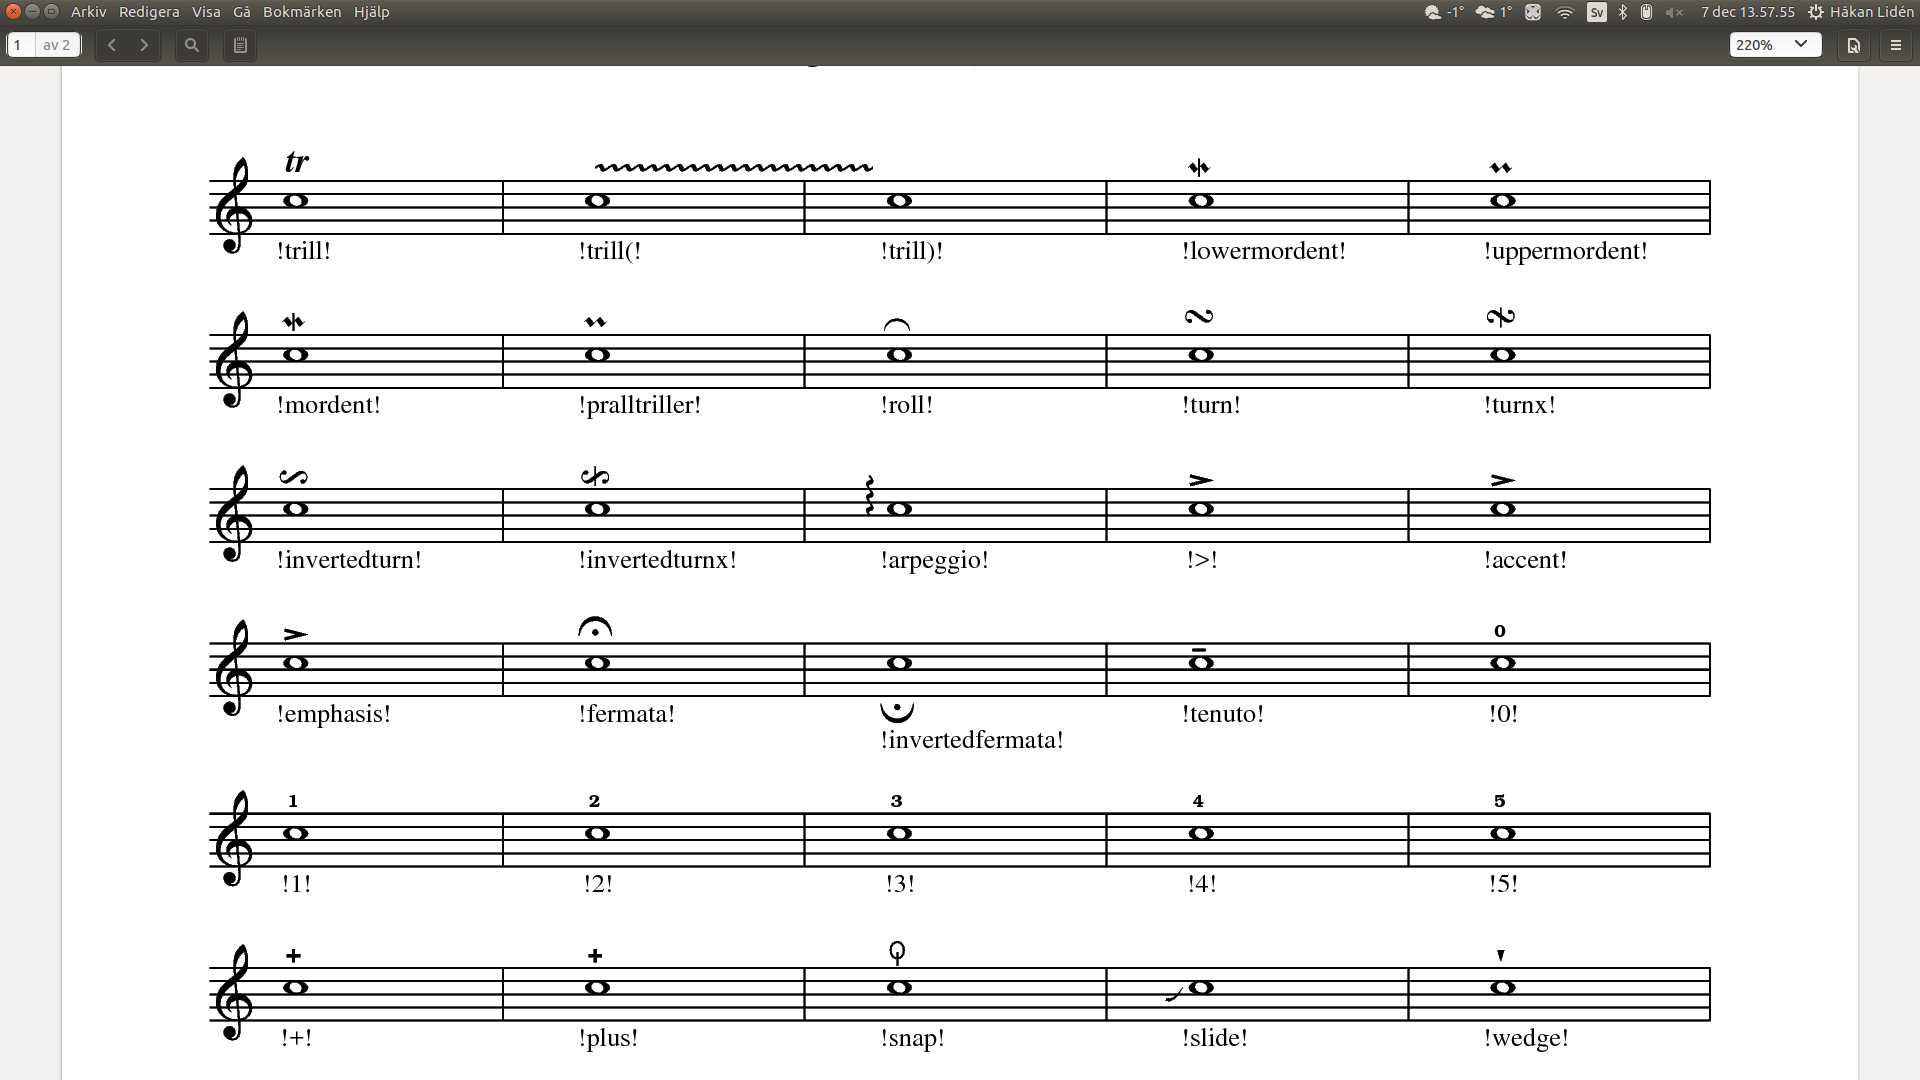 Arkiv Redigera Visa Gå Bokmärken Hjälp -1° 1° Sv 7 dec 13.57.55 Håkan Lidén
1 av 2 220%
tr
!trill! !trill(! !trill)! !lowermordent! !uppermordent!
!mordent! !pralltriller! !roll! !turn! !turnx!
!invertedturn! !invertedturnx! !arpeggio! !>! !accent!
0
!emphasis! !fermata! !tenuto! !0!
!invertedfermata!
1 2 3 4 5
!1! !2! !3! !4! !5!
+ +
!+! !plus! !snap! !slide! !wedge!